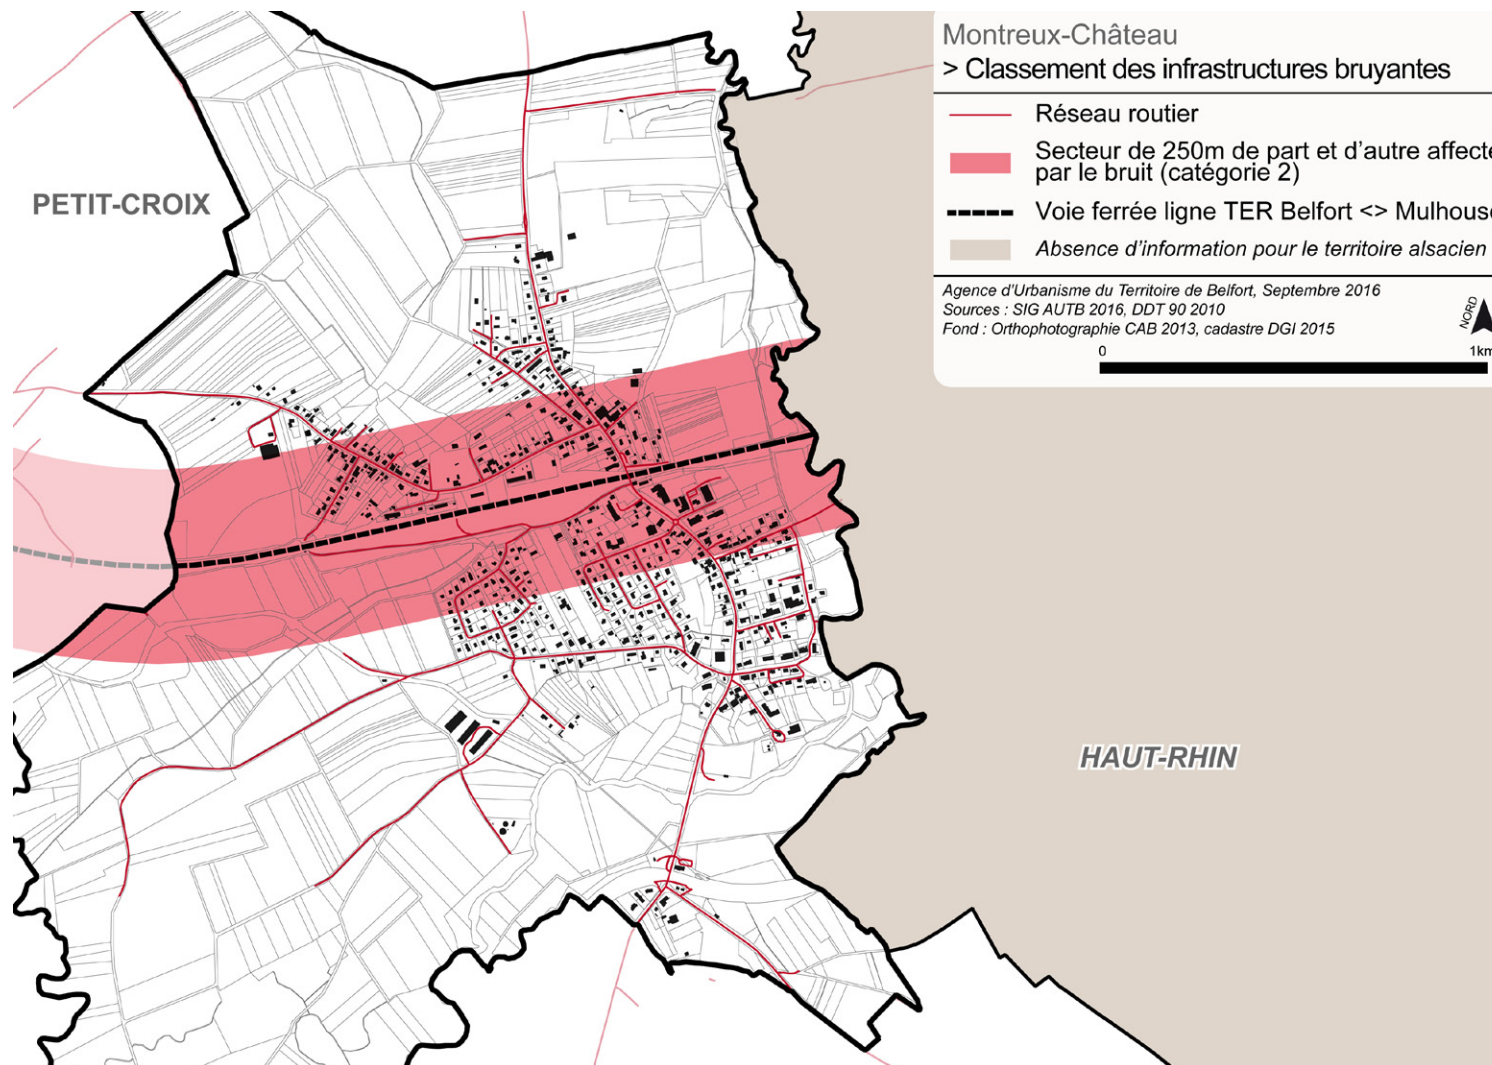 Montreux-Château
> Classement des infrastructures bruyantes
Réseau routier
Secteur de 250m de part et d'autre affecté
par le bruit (catégorie 2)
Voie ferrée ligne TER Belfort <> Mulhouse
Absence d'information pour le territoire alsacien
Agence d'Urbanisme du Territoire de Belfort, Septembre 2016
Sources : SIG AUTB 2016, DDT 90 2010
Fond : Orthophotographie CAB 2013, cadastre DGI 2015
NORD
0 1km
PETIT-CROIX
HAUT-RHIN